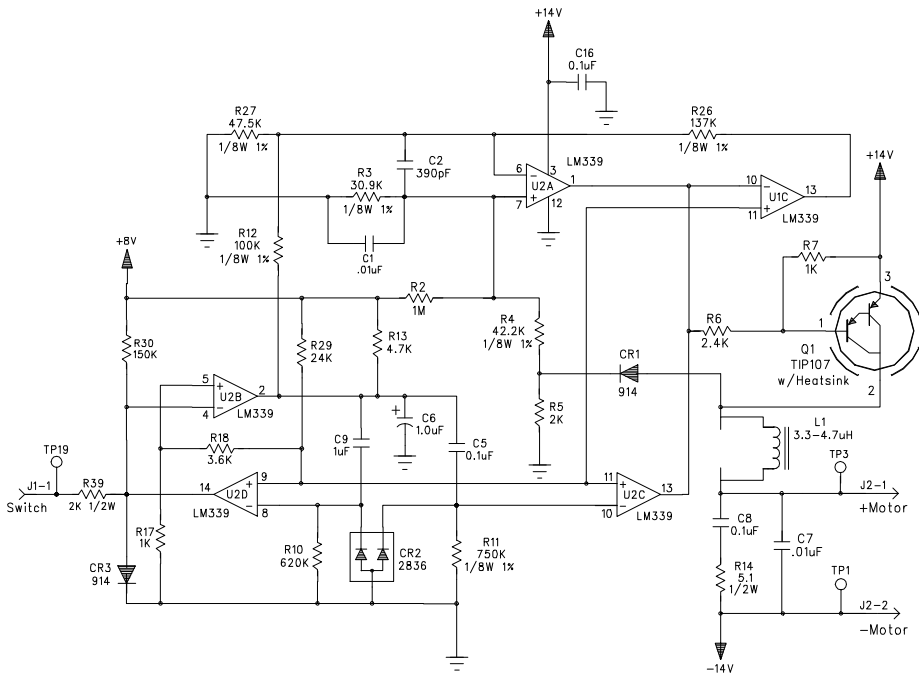 +14V
C16
0.1uF
R27
47.5K
1/8W 1%
R26
137K
1/8W 1%
C2
390pF
R3
30.9K
1/8W 1%
C1
.01uF
6
7
3
12
1
U2A
LM339
10
11
13
U1C
LM339
+14V
R7
1K
3
1
2
R6
2.4K
Q1
TIP107
w/Heatsink
R12
100K
1/8W 1%
+8V
R2
1M
R4
42.2K
1/8W 1%
R30
150K
R29
24K
R13
4.7K
CR1
914
5
4
2
U2B
LM339
R5
2K
L1
3.3-4.7uH
C9
1uF
+
C6
1.0uF
C5
0.1uF
R18
3.6K
TP19
J1-1
Switch
R39
2K 1/2W
14
9
8
U2D
LM339
11
10
13
U2C
LM339
TP3
J2-1
+Motor
R17
1K
R10
620K
CR2
2836
R11
750K
1/8W 1%
C8
0.1uF
C7
.01uF
CR3
914
R14
5.1
1/2W
TP1
J2-2
-Motor
-14V